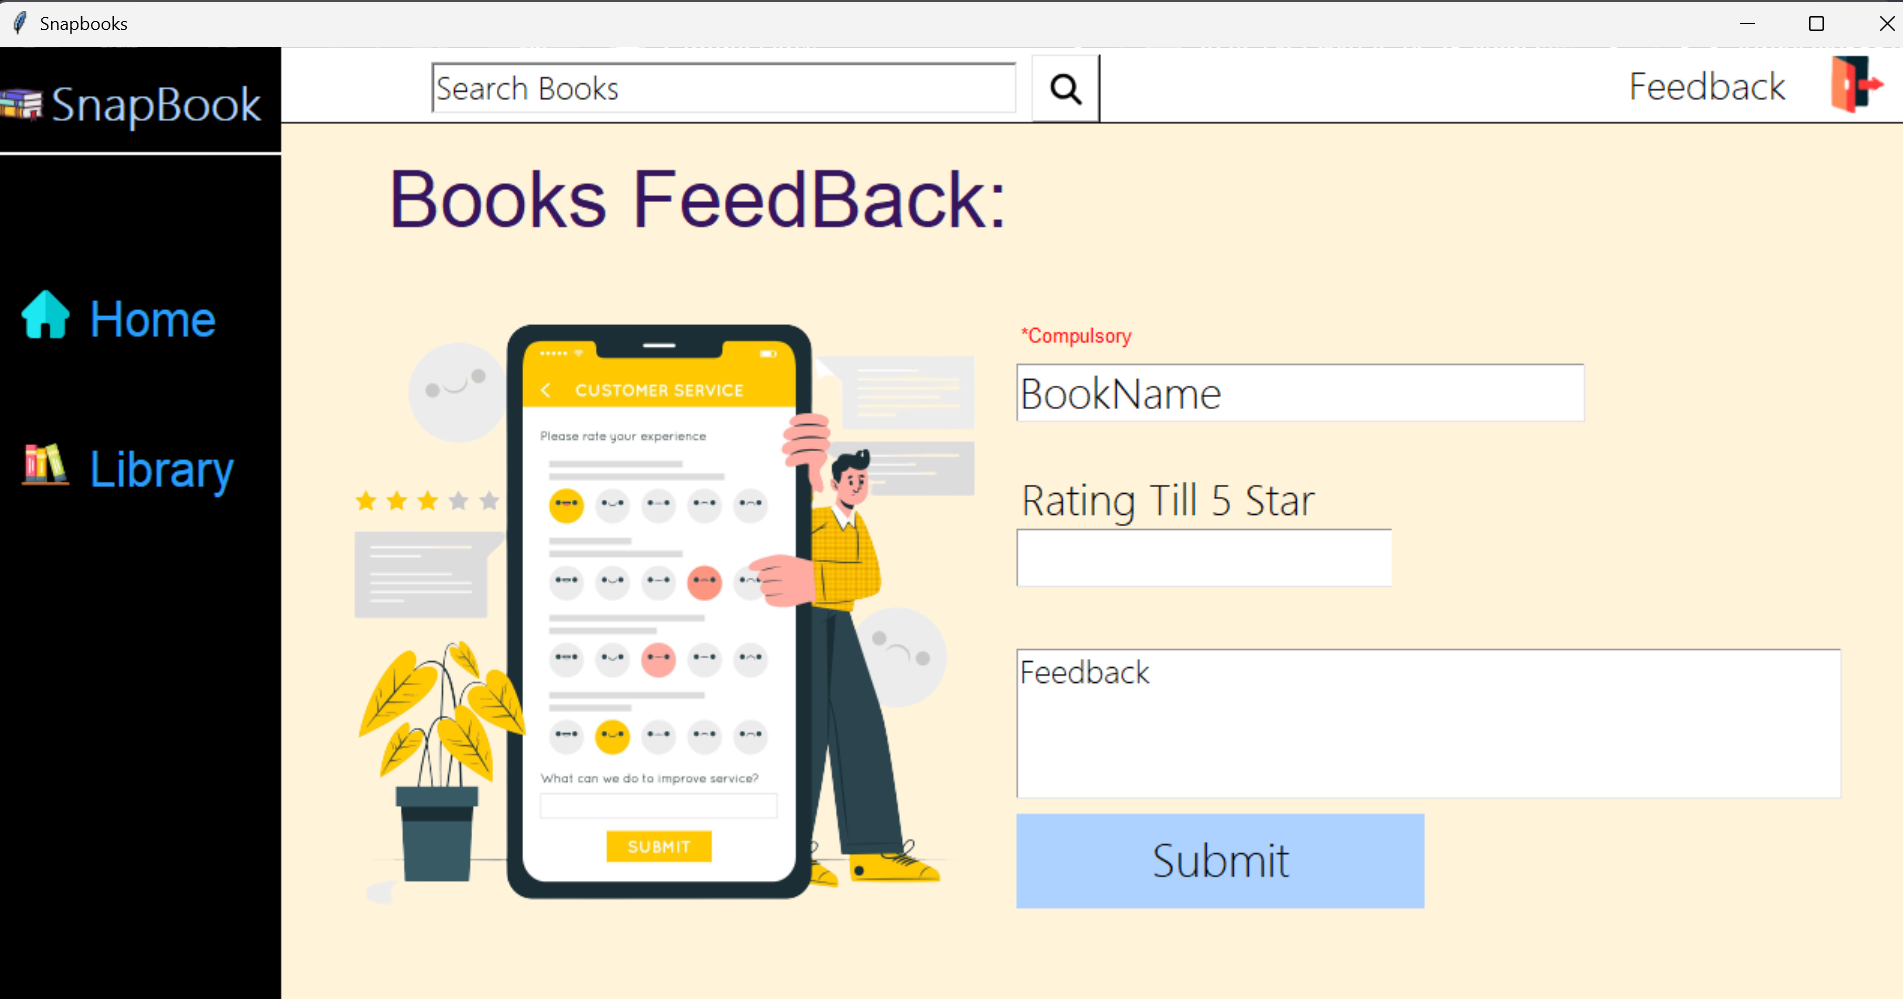 Snapbooks
SnapBook
Search Books
Feedback
Books FeedBack:
Home
Library
CUSTOMER SERVICE
Please rate your experience
What can we do to improve service?
SUBMIT
*Compulsory
BookName
Rating Till 5 Star
Feedback
Submit